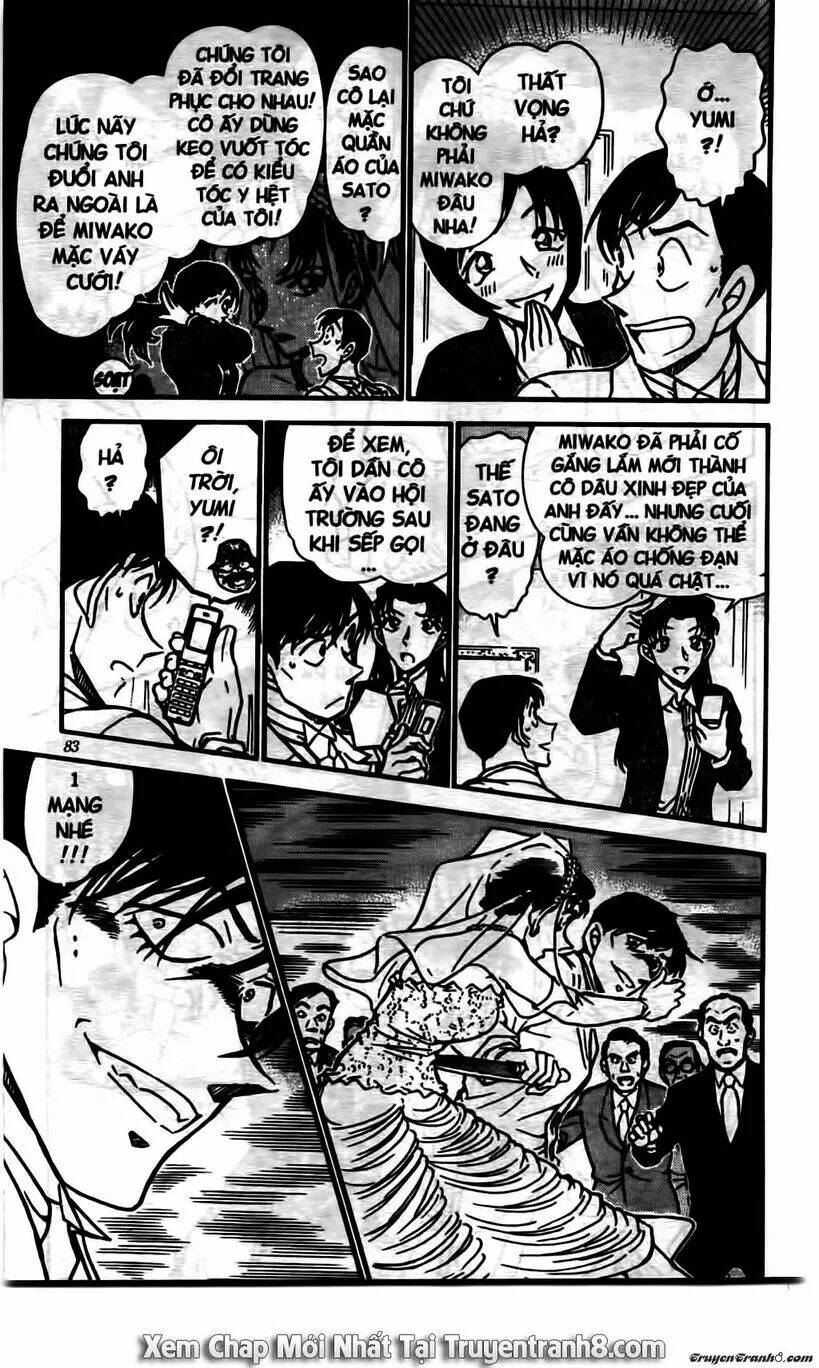 Ờ...
YUMI
?!
THẤT
VỌNG
HẢ?
TÔI
CHỨ
KHÔNG
PHẢI
MIWAKO
ĐÂU
NHA!
SAO
CÔ LẠI
MẶC QUẦN
ÁO CỦA
SATO
?
CHÚNG TÔI
ĐÃ ĐỔI TRANG
PHỤC CHO NHAU!
CÔ ẤY DÙNG
KEO VUỐT TÓC
ĐỂ CÓ KIỂU
TÓC Y HỆT
CỦA TÔI!
LÚC NÃY
CHÚNG TÔI
ĐUỔI ANH
RA NGOÀI LÀ
ĐỂ MIWAKO
MẶC VÁY
CƯỚI!
SOẠT
MIWAKO ĐÃ PHẢI CỐ
GẮNG LẮM MỚI THÀNH
CÔ DÂU XINH ĐẸP CỦA
ANH ĐẤY... NHƯNG CUỐI
CÙNG VẪN KHÔNG THỂ
MẶC ÁO CHỐNG ĐẠN
VÌ NÓ QUÁ CHẬT...
THẾ
SATO
ĐANG
Ở ĐÂU
?
ĐỂ XEM,
TÔI DẪN CÔ
ẤY VÀO HỘI
TRƯỜNG SAU
KHI SẾP GỌI
...
ÔI
TRỜI,
YUMI
?!
HẢ
?
83
1
MẠNG
NHÉ
!!!
Xem Chap Mới Nhất Tại Truyentranh8.com
TruyenTranh8.com